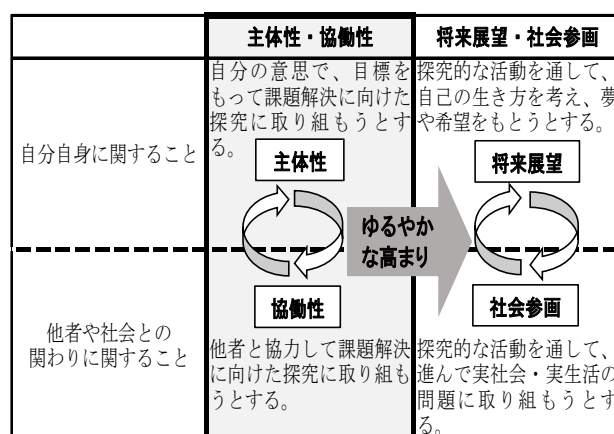 主体性・協働性
将来展望・社会参画
自分自身に関すること
自分の意思で、目標を
もって課題解決に向けた
探究に取り組もうとす
る。
探究的な活動を通して、
自己の生き方を考え、夢
や希望をもとうとする。
主体性
将来展望
ゆるやか
な高まり
協働性
社会参画
他者や社会との
関わりに関すること
他者と協力して課題解決
に向けた探究に取り組も
うとする。
探究的な活動を通して、
進んで実社会・実生活の
問題に取り組もうとす
る。